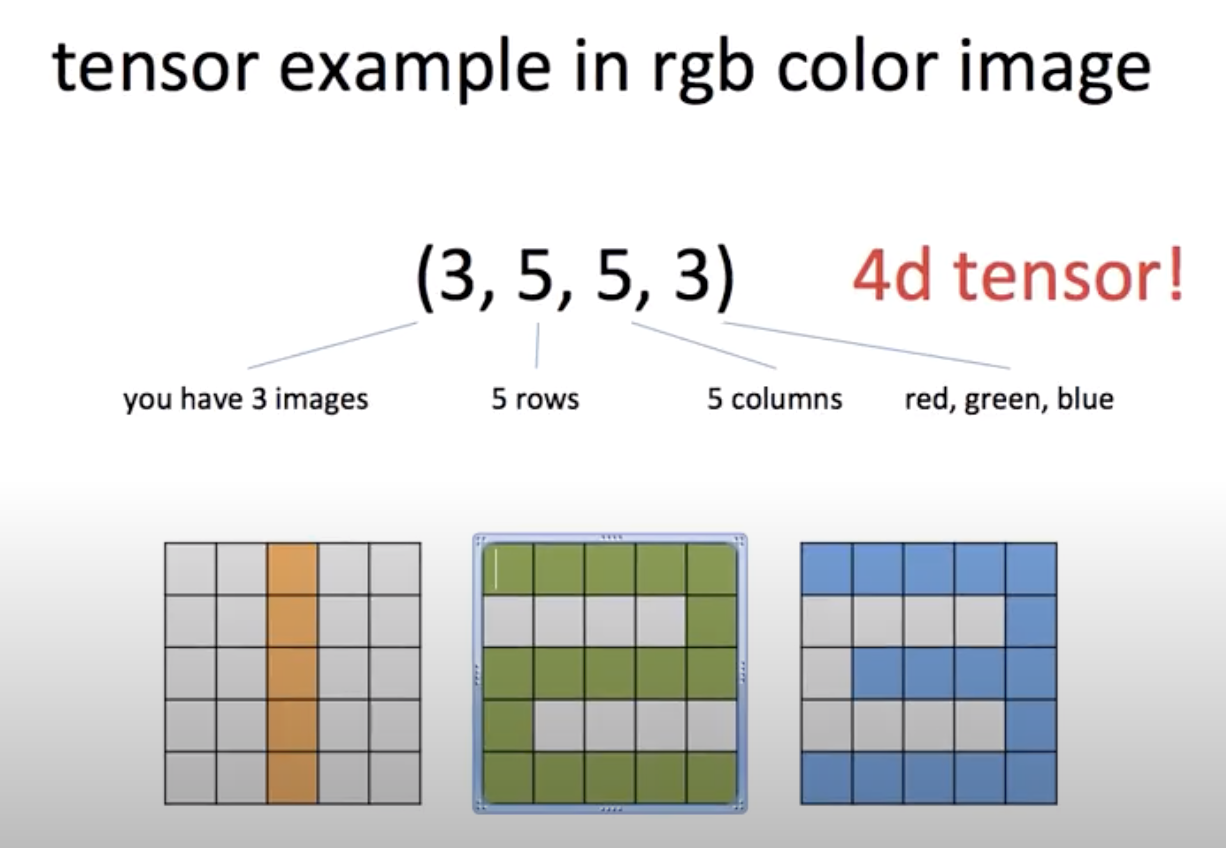 tensor example in rgb color image
(3, 5, 5, 3) 4d tensor!
you have 3 images 5 rows 5 columns red, green, blue